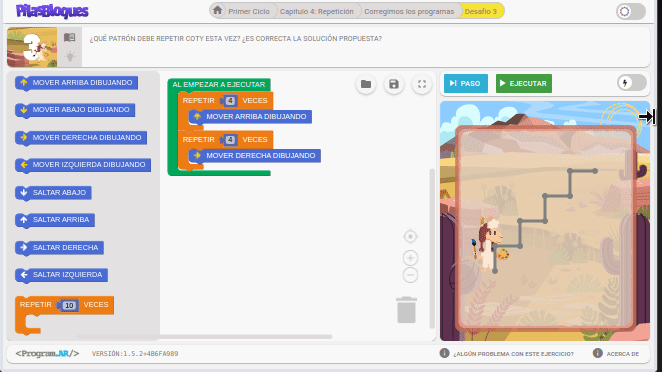 PilasBloques
Primer Ciclo
Capítulo 4: Repetición
Corregimos los programas
Desafío 3
3
¿QUÉ PATRÓN DEBE REPETIR COTY ESTA VEZ? ¿ES CORRECTA LA SOLUCIÓN PROPUESTA?
MOVER ARRIBA DIBUJANDO
MOVER ABAJO DIBUJANDO
MOVER DERECHA DIBUJANDO
MOVER IZQUIERDA DIBUJANDO
SALTAR ABAJO
SALTAR ARRIBA
SALTAR DERECHA
SALTAR IZQUIERDA
REPETIR 10 VECES
AL EMPEZAR A EJECUTAR
REPETIR 4 VECES
MOVER ARRIBA DIBUJANDO
REPETIR 4 VECES
MOVER DERECHA DIBUJANDO
PASO
EJECUTAR
<Program.AR/>
VERSIÓN:1.5.2+4B6FA989
¿ALGÚN PROBLEMA CON ESTE EJERCICIO?
ACERCA DE